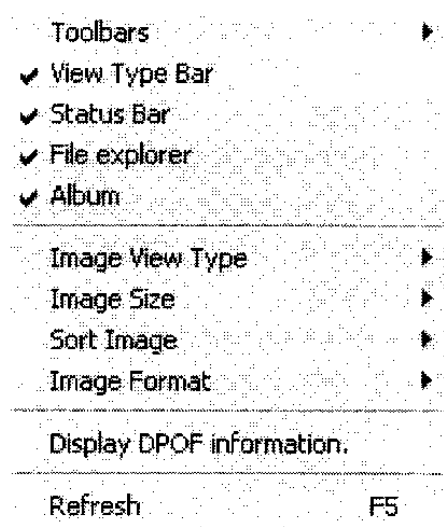 Toolbars
View Type Bar
Status Bar
File explorer
Album
Image View Type
Image Size
Sort Image
Image Format
Display DPOF information.
Refresh F5